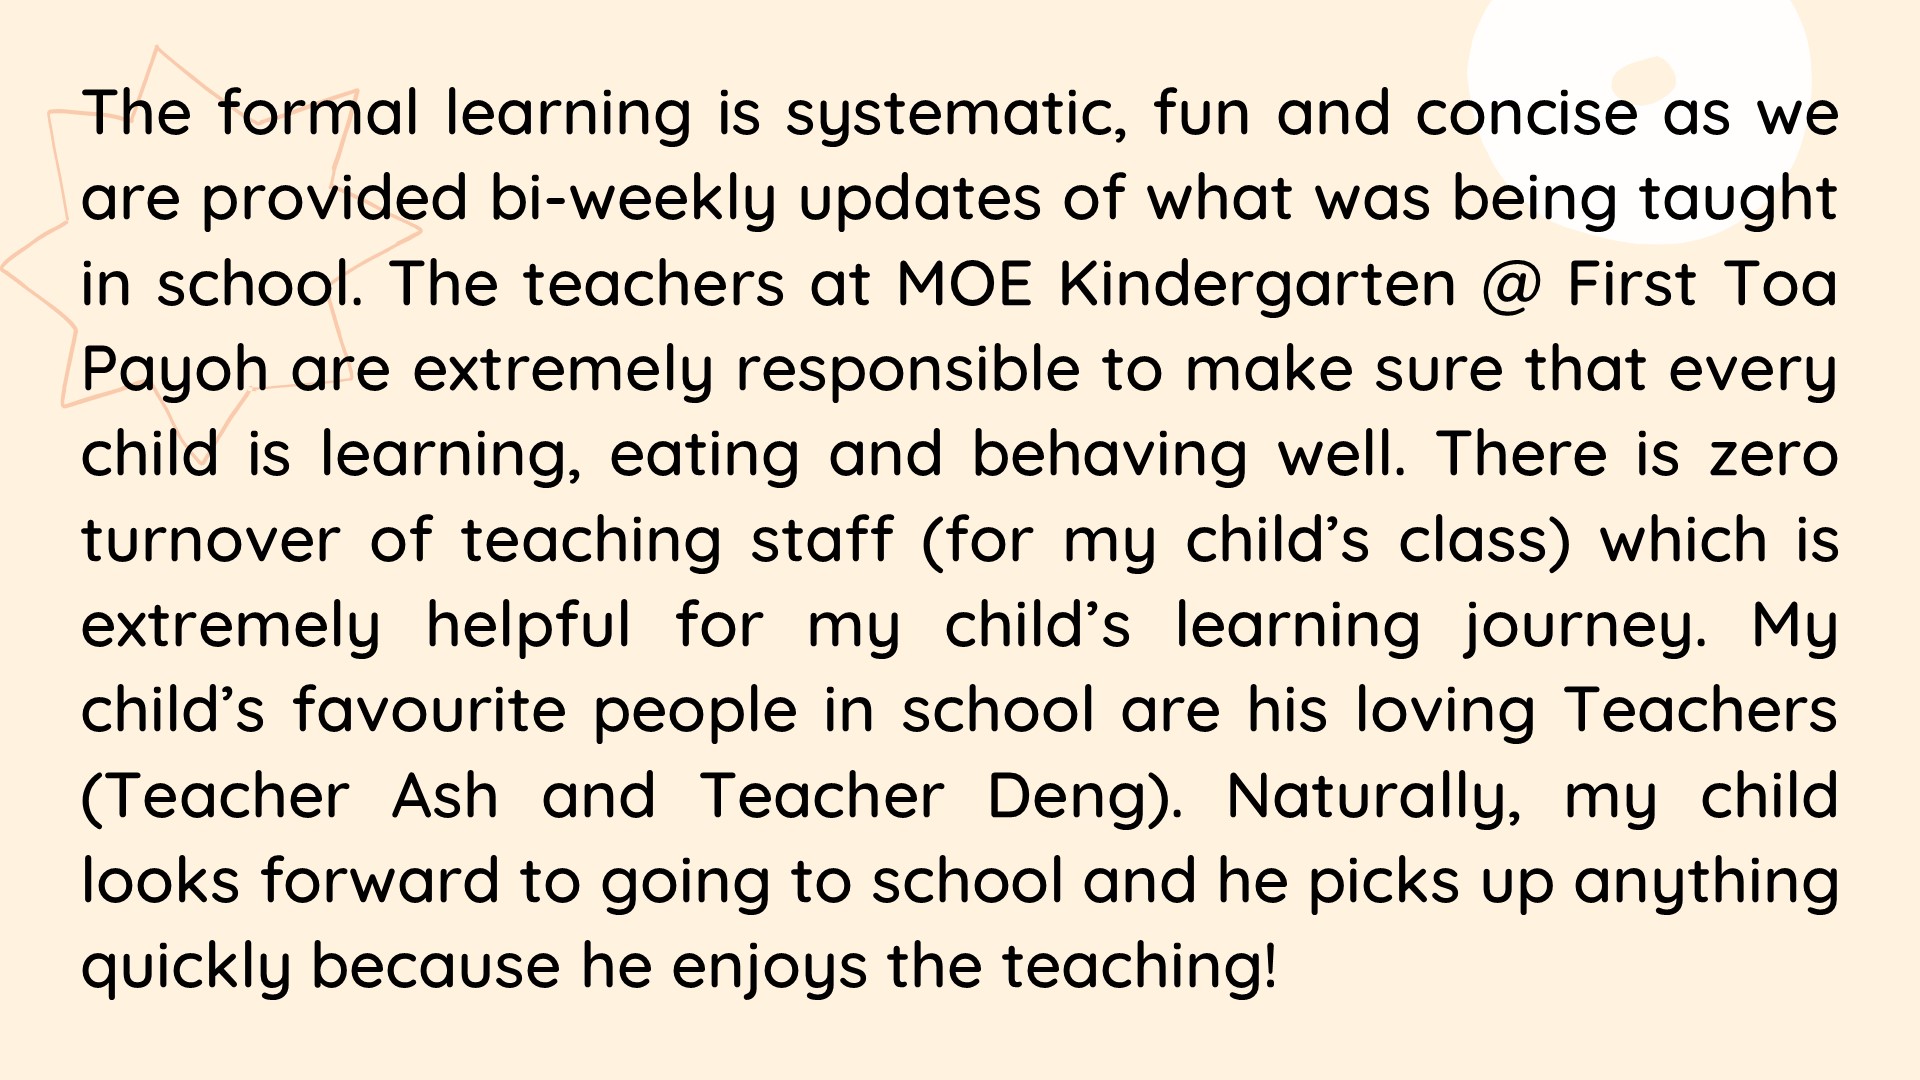 The formal learning is systematic, fun and concise as we
are provided bi-weekly updates of what was being taught
in school. The teachers at MOE Kindergarten @ First Toa
Payoh are extremely responsible to make sure that every
child is learning, eating and behaving well. There is zero
turnover of teaching staff (for my child’s class) which is
extremely helpful for my child’s learning journey. My
child’s favourite people in school are his loving Teachers
(Teacher Ash and Teacher Deng). Naturally, my child
looks forward to going to school and he picks up anything
quickly because he enjoys the teaching!